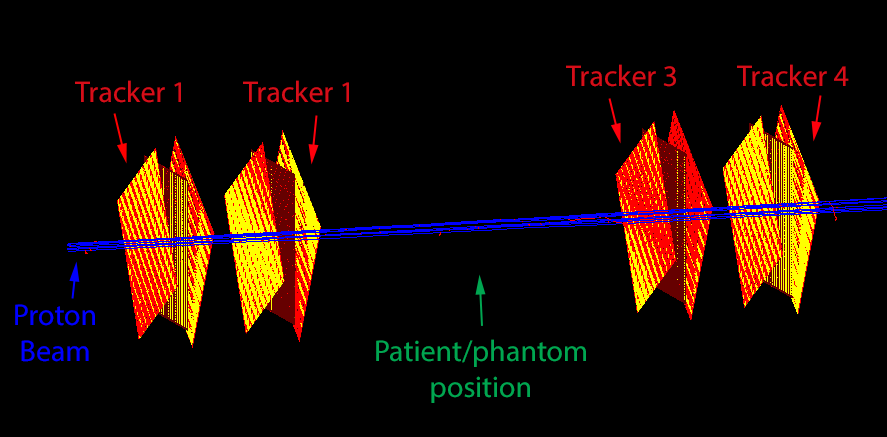 Tracker 1
Tracker 1
Tracker 3
Tracker 4
Proton
Beam
Patient/phantom
position